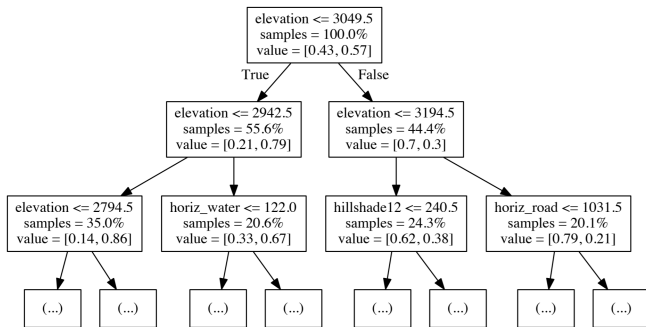 elevation <= 3049.5
samples = 100.0%
value = [0.43, 0.57]
True
False
elevation <= 2942.5
samples = 55.6%
value = [0.21, 0.79]
elevation <= 3194.5
samples = 44.4%
value = [0.7, 0.3]
elevation <= 2794.5
samples = 35.0%
value = [0.14, 0.86]
horiz_water <= 122.0
samples = 20.6%
value = [0.33, 0.67]
hillshade12 <= 240.5
samples = 24.3%
value = [0.62, 0.38]
horiz_road <= 1031.5
samples = 20.1%
value = [0.79, 0.21]
(...)
(...)
(...)
(...)
(...)
(...)
(...)
(...)